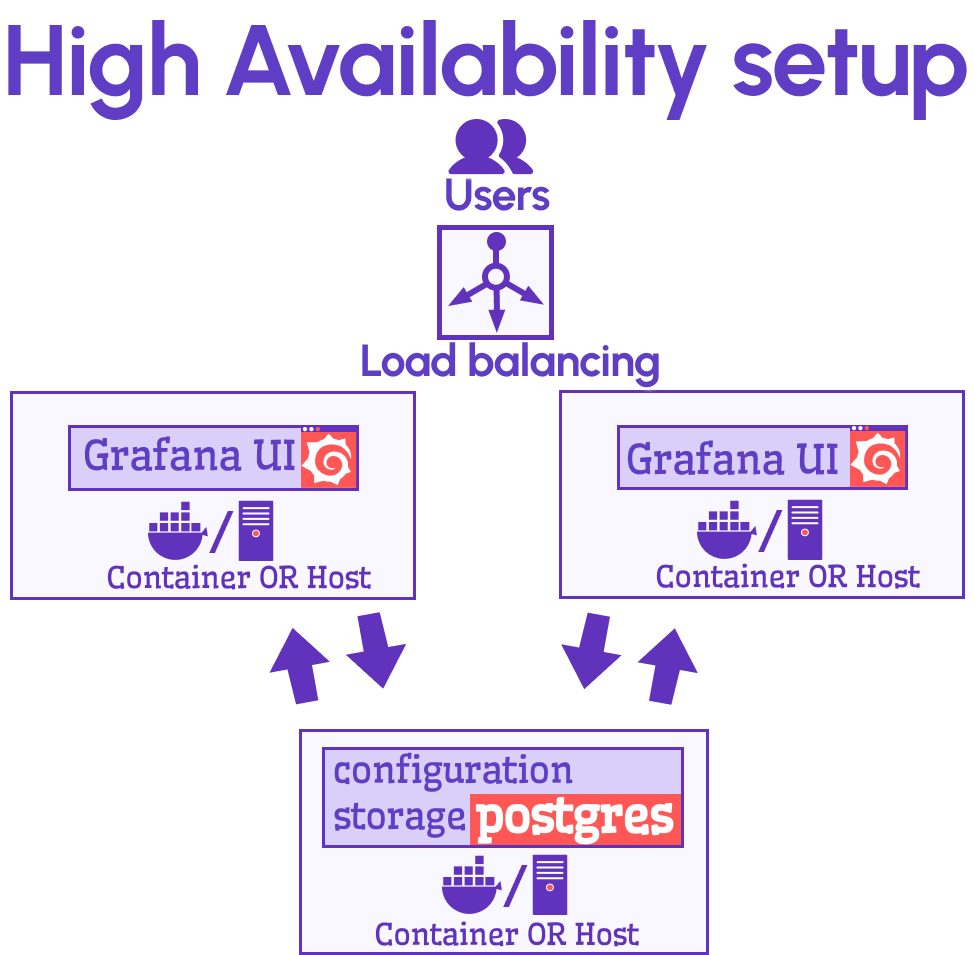 High Availability setup
Users
Load balancing
Grafana UI
/
Container OR Host
Grafana UI
/
Container OR Host
configuration
storage postgres
/
Container OR Host